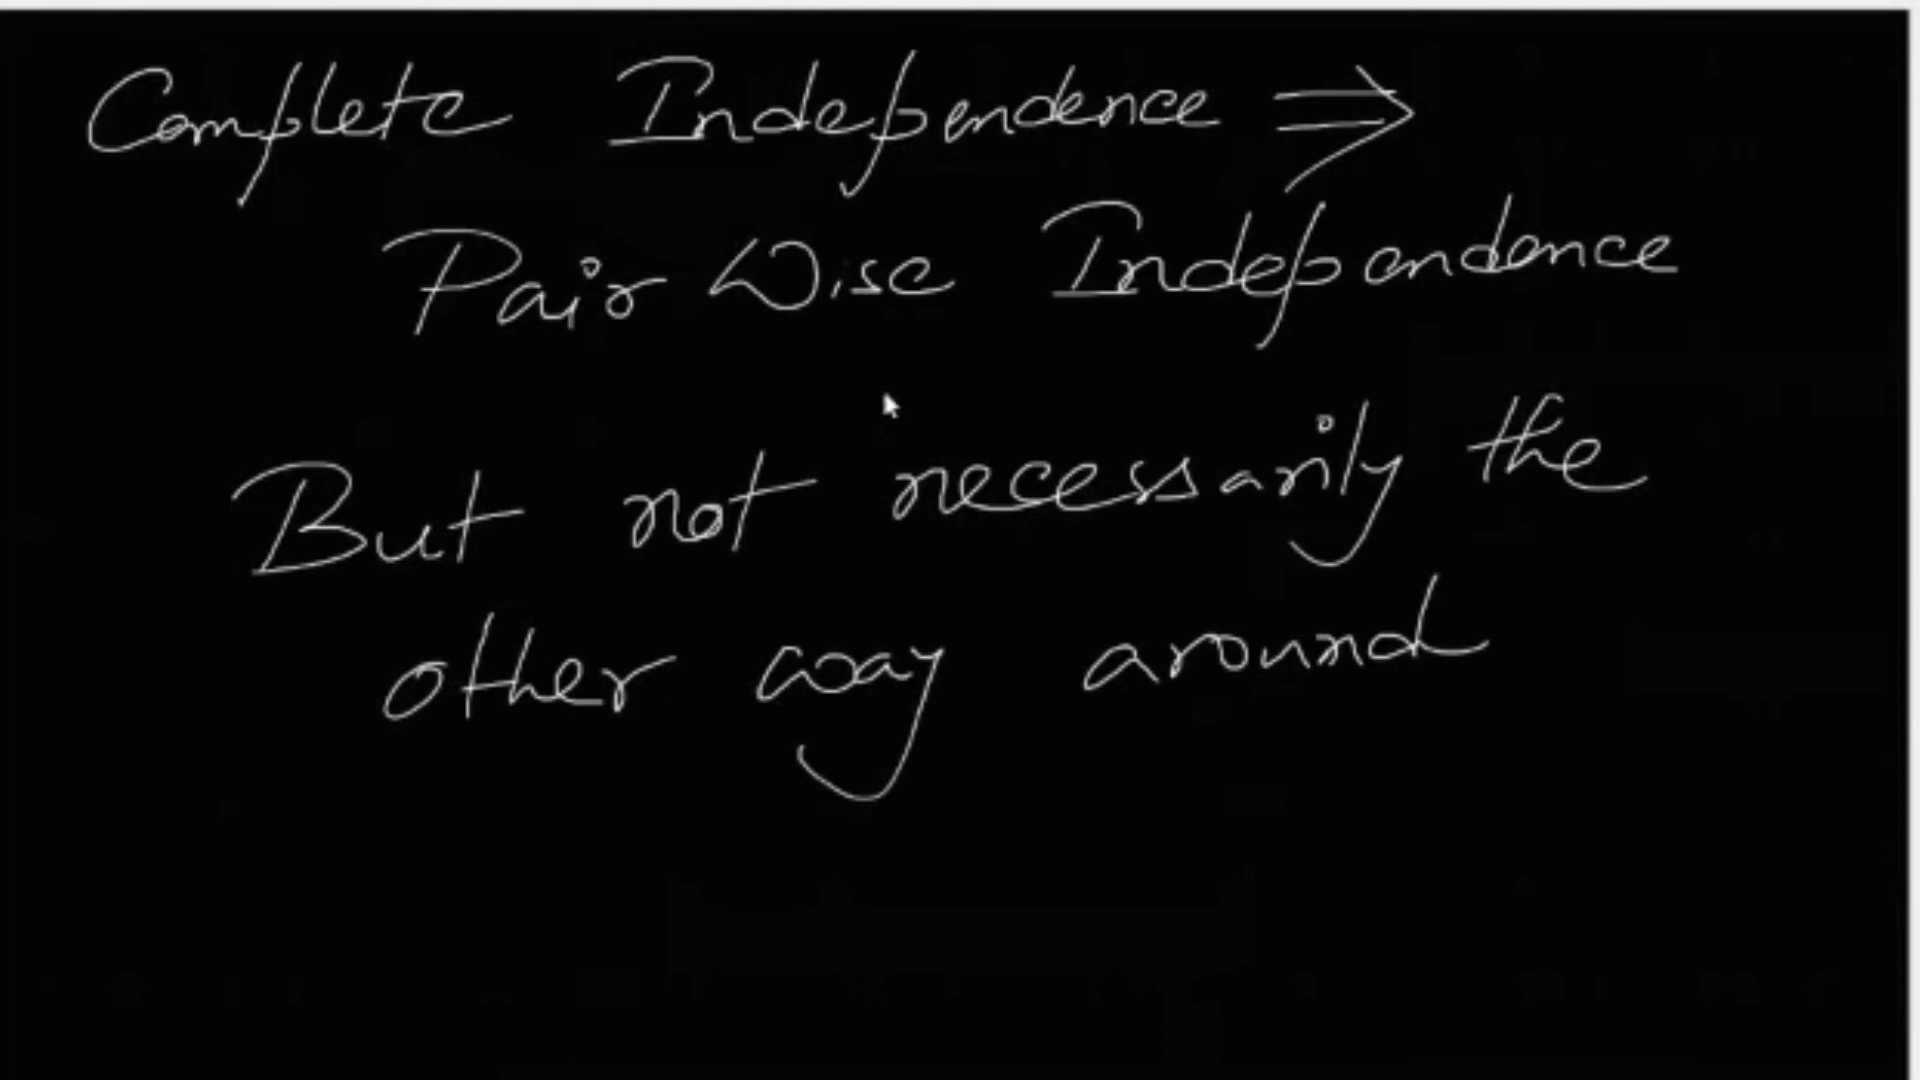 Complete Independence ⇒
Pair Wise Independence
But not necessarily the
other way around